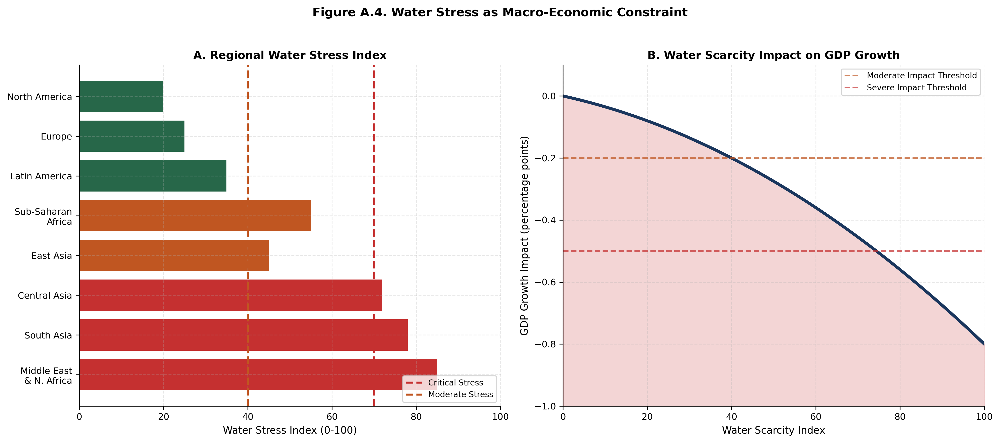 Figure A.4. Water Stress as Macro-Economic Constraint
A. Regional Water Stress Index
North America
Europe
Latin America
Sub-Saharan
Africa
East Asia
Central Asia
South Asia
Middle East
& N. Africa
Critical Stress
Moderate Stress
0 20 40 60 80 100
Water Stress Index (0-100)
B. Water Scarcity Impact on GDP Growth
Moderate Impact Threshold
Severe Impact Threshold
GDP Growth Impact (percentage points)
0.0
−0.2
−0.4
−0.6
−0.8
−1.0
0 20 40 60 80 100
Water Scarcity Index